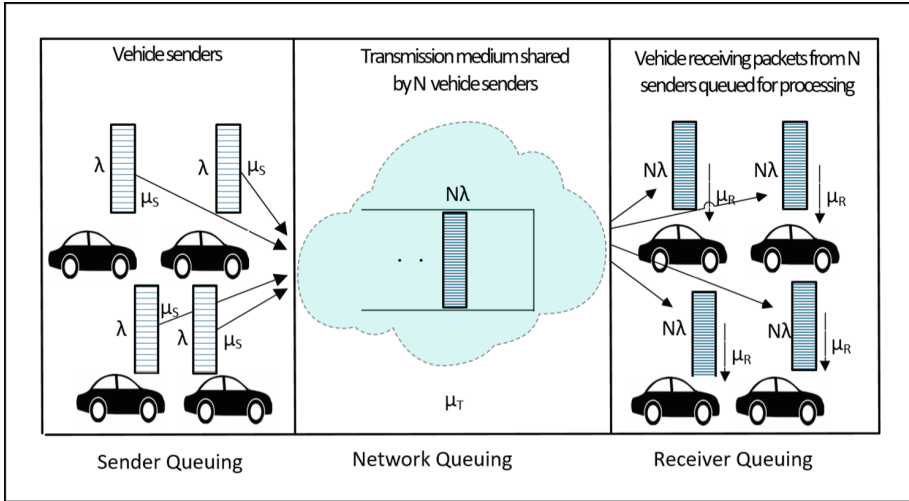 Vehicle senders
Transmission medium shared
by N vehicle senders
Vehicle receiving packets from N
senders queued for processing
λ
μS
λ
μS
λ
μS
λ
μS
Nλ
. .
μT
Nλ
μR
Nλ
μR
Nλ
μR
Nλ
μR
Sender Queuing
Network Queuing
Receiver Queuing